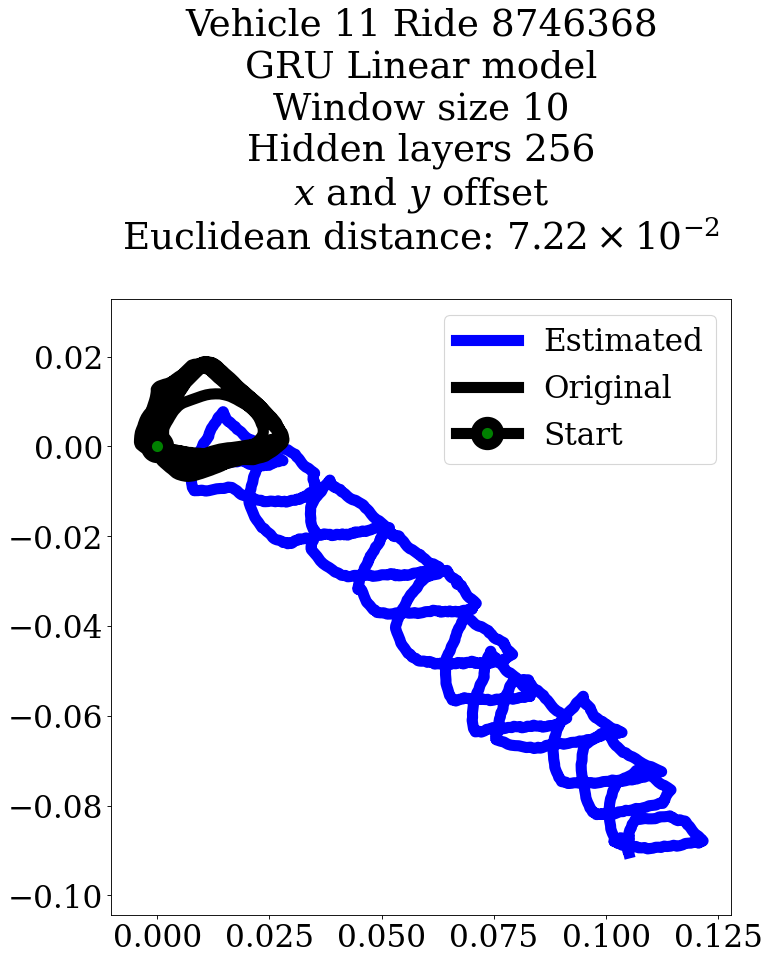 Vehicle 11 Ride 8746368
GRU Linear model
Window size 10
Hidden layers 256
x and y offset
Euclidean distance: 7.22 × 10⁻²
Estimated
Original
Start
0.02
0.00
−0.02
−0.04
−0.06
−0.08
−0.10
0.000 0.025 0.050 0.075 0.100 0.125